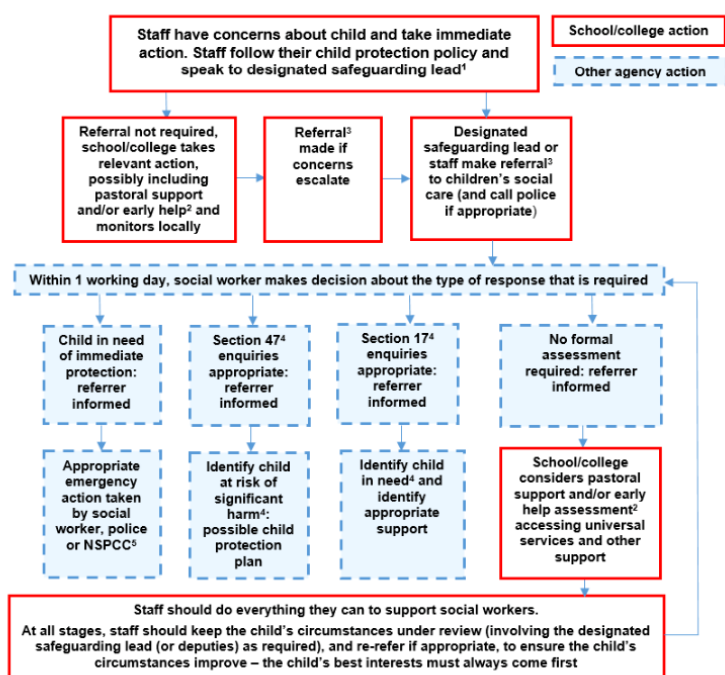 Staff have concerns about child and take immediate
action. Staff follow their child protection policy and
speak to designated safeguarding lead¹
School/college action
Other agency action
Referral not required,
school/college takes
relevant action,
possibly including
pastoral support
and/or early help² and
monitors locally
Referral³
made if
concerns
escalate
Designated
safeguarding lead or
staff make referral³
to children’s social
care (and call police
if appropriate)
Within 1 working day, social worker makes decision about the type of response that is required
Child in need
of immediate
protection:
referrer
informed
Section 47⁴
enquiries
appropriate:
referrer
informed
Section 17⁴
enquiries
appropriate:
referrer
informed
No formal
assessment
required: referrer
informed
Appropriate
emergency
action taken
by social
worker, police
or NSPCC⁵
Identify child
at risk of
significant
harm⁴:
possible child
protection
plan
Identify child
in need⁴ and
identify
appropriate
support
School/college
considers pastoral
support and/or early
help assessment²
accessing universal
services and other
support
Staff should do everything they can to support social workers.
At all stages, staff should keep the child’s circumstances under review (involving the designated
safeguarding lead (or deputies) as required), and re-refer if appropriate, to ensure the child’s
circumstances improve – the child’s best interests must always come first